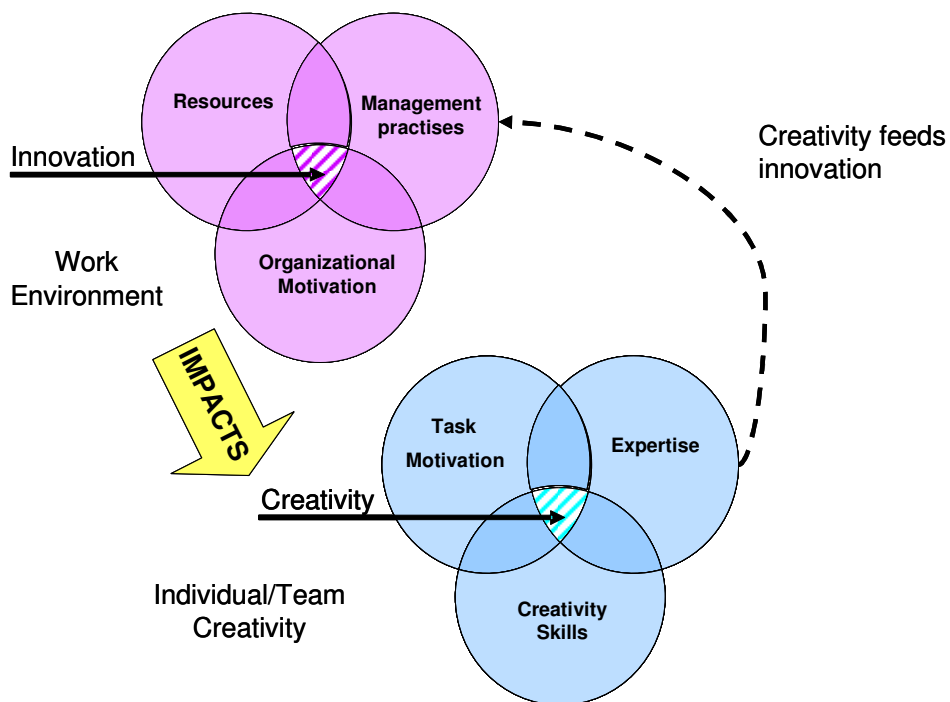 Resources
Management
practises
Innovation
Creativity feeds
innovation
Organizational
Motivation
Work
Environment
IMPACTS
Task
Motivation
Expertise
Creativity
Individual/Team
Creativity
Creativity
Skills